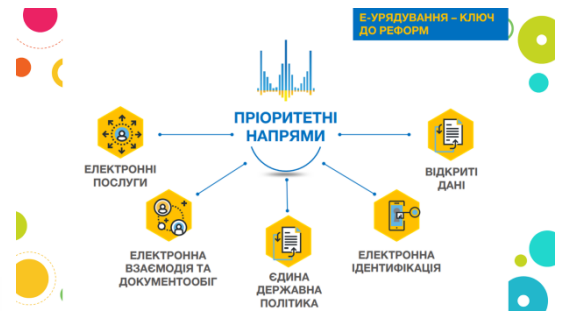 Е-УРЯДУВАННЯ – КЛЮЧ
ДО РЕФОРМ
ПРІОРИТЕТНІ
НАПРЯМИ
ЕЛЕКТРОННІ
ПОСЛУГИ
ВІДКРИТІ
ДАНІ
ЕЛЕКТРОННА
ВЗАЄМОДІЯ ТА
ДОКУМЕНТООБІГ
ЄДИНА
ДЕРЖАВНА
ПОЛІТИКА
ЕЛЕКТРОННА
ІДЕНТИФІКАЦІЯ